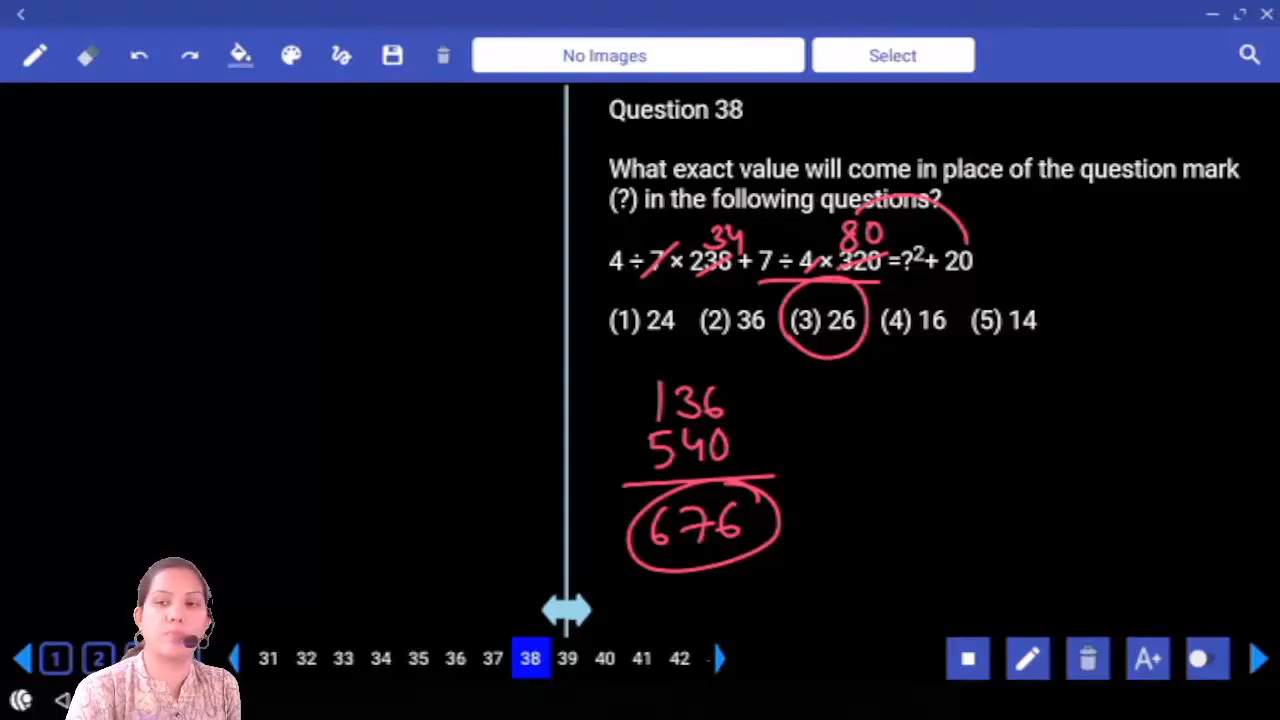 No Images
Select
Question 38
What exact value will come in place of the question mark
(?) in the following questions?
34
80
4 ÷ 7 × 238 + 7 ÷ 4 × 320 =?²+ 20
(1) 24 (2) 36 (3) 26 (4) 16 (5) 14
136
540
676
1 2 31 32 33 34 35 36 37 38 39 40 41 42
A+